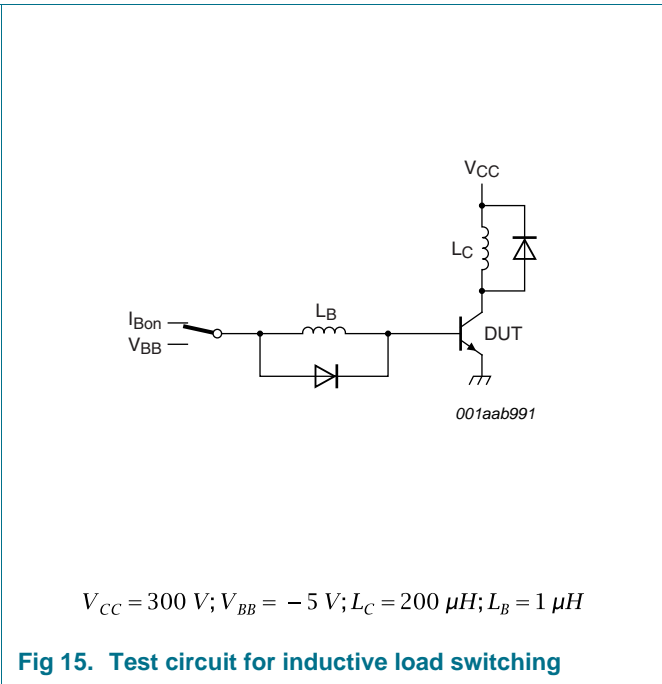 VCC
LC
LB
IBon
VBB
DUT
001aab991
VCC = 300 V; VBB = −5 V; LC = 200 μH; LB = 1 μH
Fig 15. Test circuit for inductive load switching